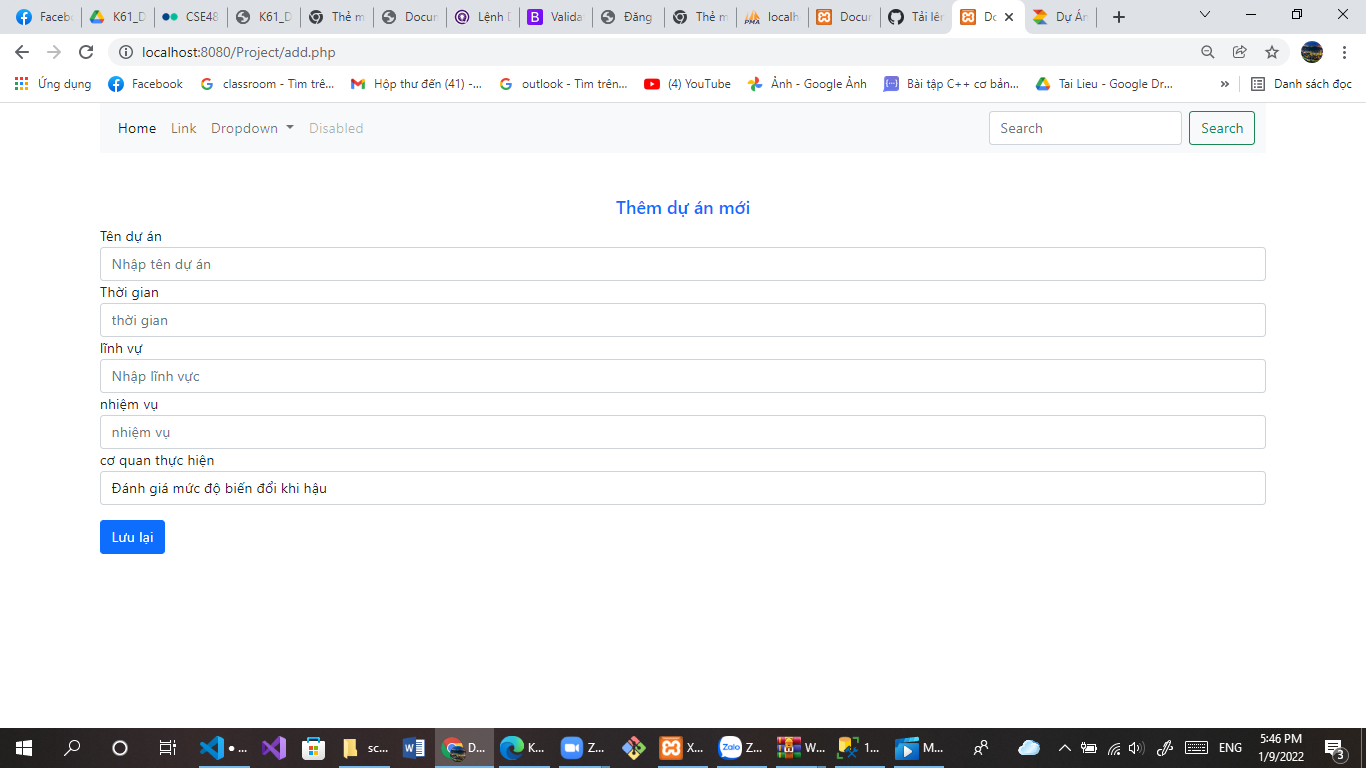 Faceb K61_D CSE48 K61_D Thẻ m Docun Lệnh Valida Đăng Thẻ m localh Docun Tải lên Do Dự Án
localhost:8080/Project/add.php
Ứng dụng Facebook classroom - Tìm trê... Hộp thư đến (41) -... outlook - Tìm trên... (4) YouTube Ảnh - Google Ảnh Bài tập C++ cơ bản... Tai Lieu - Google Dr... » Danh sách đọc
Home Link Dropdown Disabled Search Search
Thêm dự án mới
Tên dự án
Nhập tên dự án
Thời gian
thời gian
lĩnh vự
Nhập lĩnh vực
nhiệm vụ
nhiệm vụ
cơ quan thực hiện
Đánh giá mức độ biến đổi khi hậu
Lưu lại
• ... sc... D... K... Z... X... Zalo Z... W... 1... M... ENG 5:46 PM
1/9/2022 3